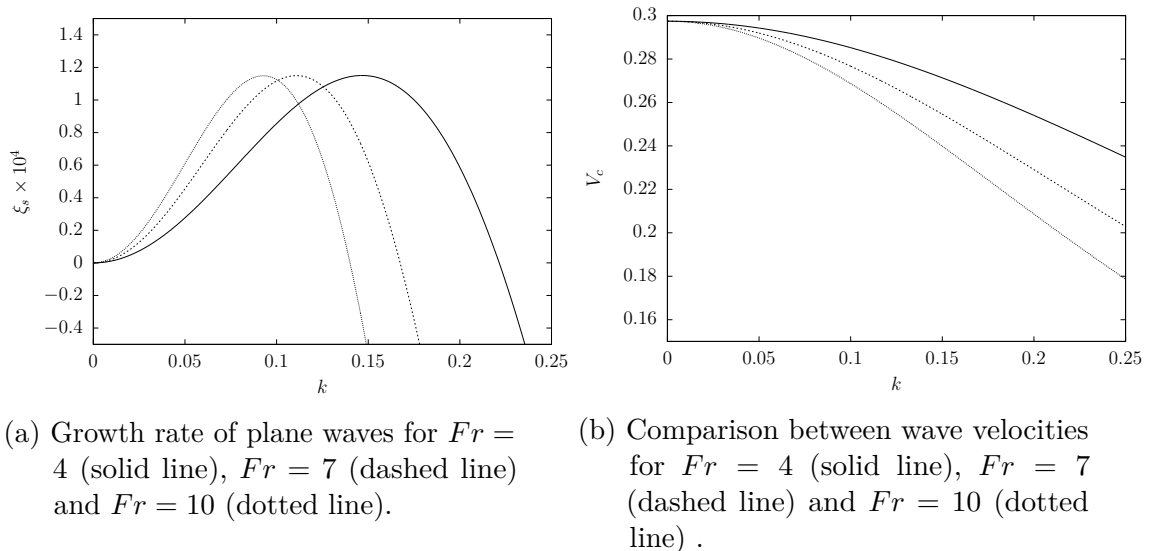 1.4
1.2
1
0.8
0.6
0.4
0.2
0
−0.2
−0.4
ξs × 10⁴
0 0.05 0.1 0.15 0.2 0.25
k
0.3
0.28
0.26
0.24
0.22
0.2
0.18
0.16
Vc
0 0.05 0.1 0.15 0.2 0.25
k
(a) Growth rate of plane waves for Fr =
4 (solid line), Fr = 7 (dashed line)
and Fr = 10 (dotted line).
(b) Comparison between wave velocities
for Fr = 4 (solid line), Fr = 7
(dashed line) and Fr = 10 (dotted
line) .